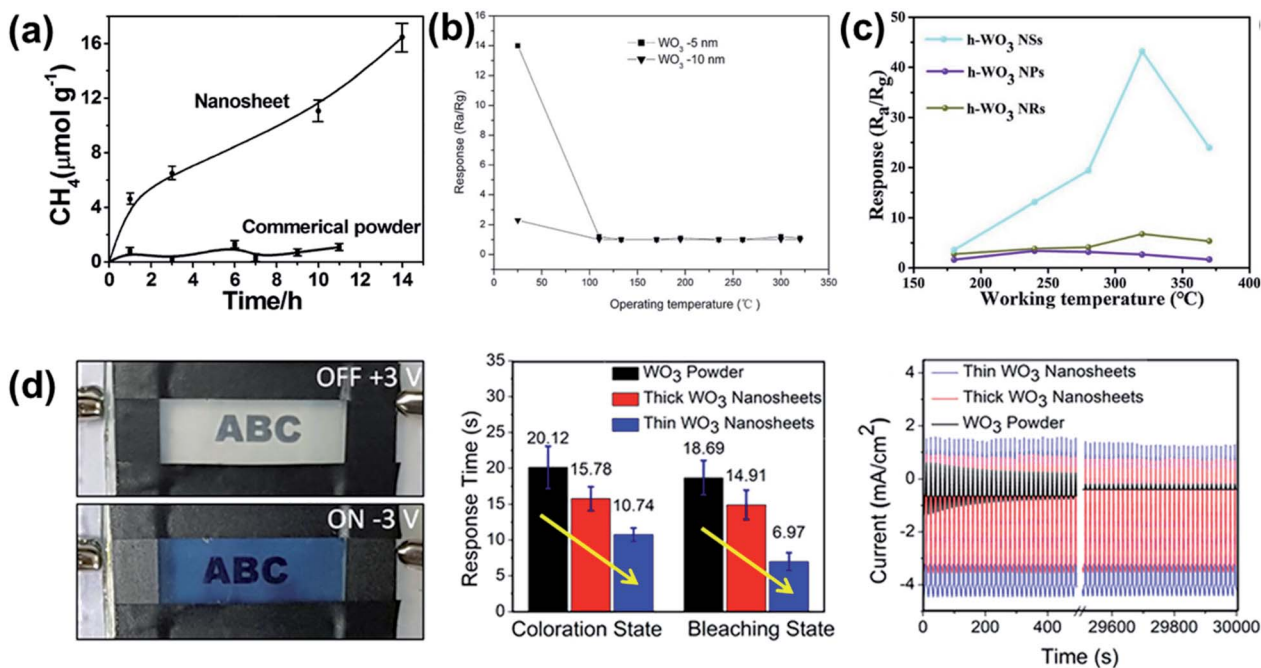 (a)
16
12
8
4
0
CH₄(μmol g⁻¹)
Nanosheet
Commerical powder
0 2 4 6 8 10 12 14
Time/h
(b)
16
14
12
10
8
6
4
2
0
Response (Ra/Rg)
WO₃ -5 nm
WO₃ -10 nm
0 50 100 150 200 250 300 350
Operating temperature (℃)
(c)
50
40
30
20
10
0
Response (Rₐ/R₉)
h-WO₃ NSs
h-WO₃ NPs
h-WO₃ NRs
150 200 250 300 350 400
Working temperature (℃)
(d)
OFF +3 V
ABC
ON -3 V
ABC
35
30
25
20
15
10
5
0
Response Time (s)
WO₃ Powder
Thick WO₃ Nanosheets
Thin WO₃ Nanosheets
20.12
15.78
10.74
18.69
14.91
6.97
Coloration State Bleaching State
4
2
0
-2
-4
Current (mA/cm²)
Thin WO₃ Nanosheets
Thick WO₃ Nanosheets
WO₃ Powder
0 200 400 29600 29800 30000
Time (s)